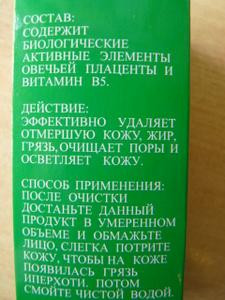 СОСТАВ:
СОДЕРЖИТ
БИОЛОГИЧЕСКИЕ
АКТИВНЫЕ ЭЛЕМЕНТЫ
ОВЕЧЬЕЙ ПЛАЦЕНТЫ И
ВИТАМИН В5.
ДЕЙСТВИЕ:
ЭФФЕКТИВНО УДАЛЯЕТ
ОТМЕРШУЮ КОЖУ, ЖИР,
ГРЯЗЬ,ОЧИЩАЕТ ПОРЫ И
ОСВЕТЛЯЕТ КОЖУ.
СПОСОБ ПРИМЕНЕНИЯ:
ПОСЛЕ ОЧИСТКИ
ДОСТАНЬТЕ ДАННЫЙ
ПРОДУКТ В УМЕРЕННОМ
ОБЪЕМЕ И ОБМАЖЬТЕ
ЛИЦО, СЛЕГКА ПОТРИТЕ
КОЖУ, ЧТОБЫ НА КОЖЕ
ПОЯВИЛАСЬ ГРЯЗЬ
ИПЕРХОТИ. ПОТОМ
СМОЙТЕ ЧИСТОЙ ВОДОЙ.